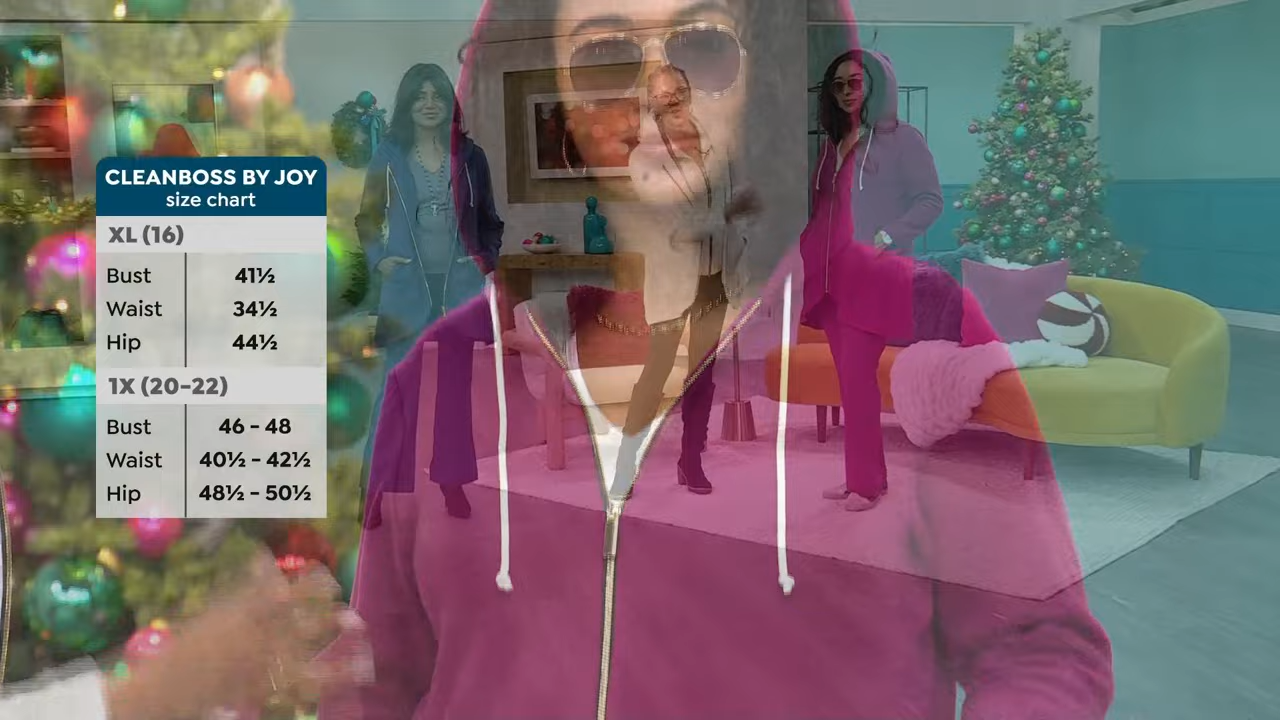 CLEANBOSS BY JOY
size chart
XL (16)
Bust 41½
Waist 34½
Hip 44½
1X (20-22)
Bust 46 - 48
Waist 40½ - 42½
Hip 48½ - 50½